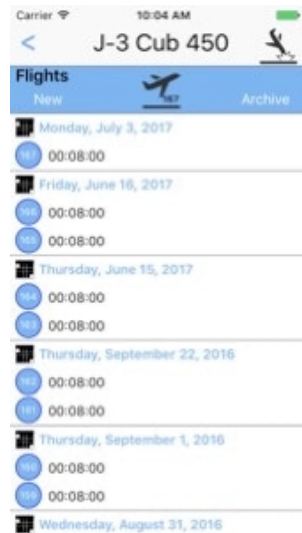 Carrier 10:04 AM
< J-3 Cub 450
Flights
167
New Archive
Monday, July 3, 2017
167 00:08:00
Friday, June 16, 2017
166 00:08:00
165 00:08:00
Thursday, June 15, 2017
164 00:08:00
163 00:08:00
Thursday, September 22, 2016
162 00:08:00
161 00:08:00
Thursday, September 1, 2016
160 00:08:00
159 00:08:00
Wednesday, August 31, 2016